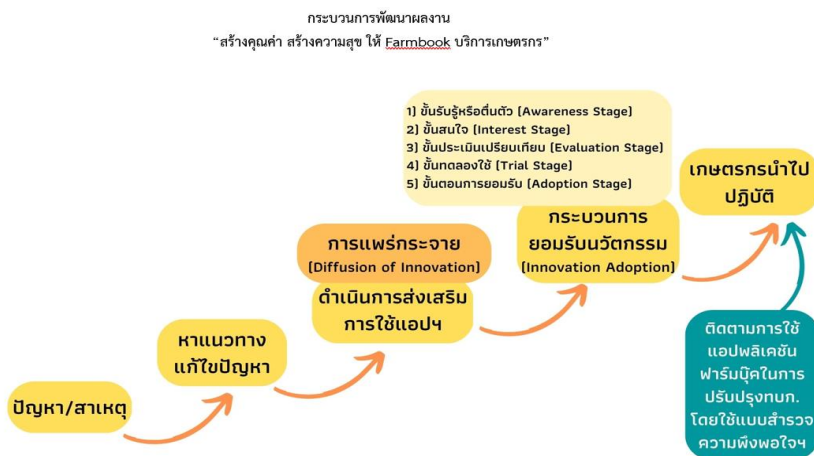 กระบวนการพัฒนาผลงาน
“สร้างคุณค่า สร้างความสุข ให้ Farmbook บริการเกษตรกร”
1) ขั้นรับรู้หรือตื่นตัว (Awareness Stage)
2) ขั้นสนใจ (Interest Stage)
3) ขั้นประเมินเปรียบเทียบ (Evaluation Stage)
4) ขั้นทดลองใช้ (Trial Stage)
5) ขั้นตอนการยอมรับ (Adoption Stage)
เกษตรกรนำไป
ปฏิบัติ
กระบวนการ
ยอมรับนวัตกรรม
(Innovation Adoption)
การแพร่กระจาย
(Diffusion of Innovation)
ดำเนินการส่งเสริม
การใช้แอปฯ
หาแนวทาง
แก้ไขปัญหา
ปัญหา/สาเหตุ
ติดตามการใช้
แอปพลิเคชัน
ฟาร์มบุ๊คในการ
ปรับปรุงทบก.
โดยใช้แบบสำรวจ
ความพึงพอใจฯ